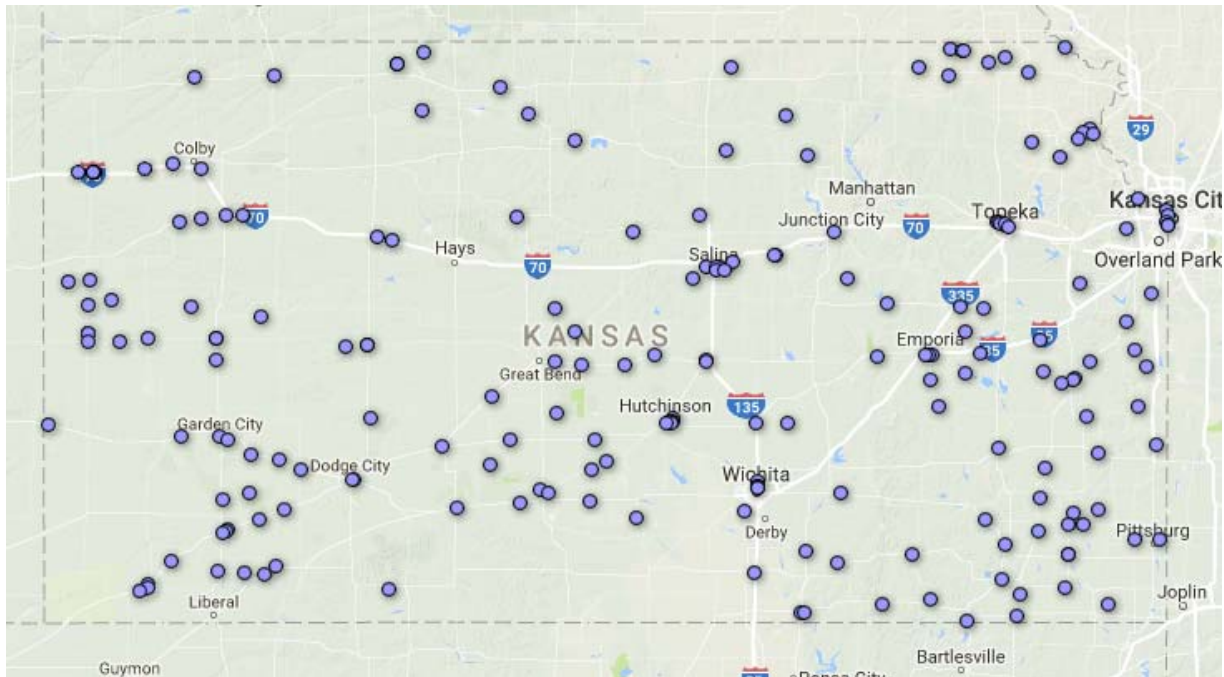 29
Colby
Manhattan
Kansas City
70
Junction City
70
Topeka
Hays
70
Salina
Overland Park
335
KANSAS
35
Emporia
35
Great Bend
Hutchinson
135
Garden City
Dodge City
Wichita
Derby
Pittsburg
Liberal
Joplin
Guymon
Bartlesville